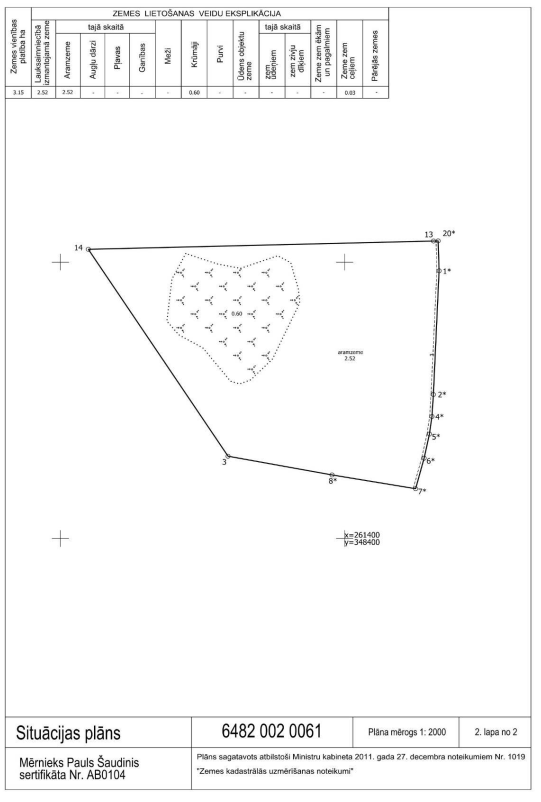 ZEMES LIETOŠANAS VEIDU EKSPLIKĀCIJA
Zemes vienības
platība ha
Lauksaimniecībā
izmantojamā zeme
tajā skaitā
Aramzeme
Augļu dārzi
Pļavas
Ganības
Meži
Krūmāji
Purvi
Ūdens objektu
zeme
tajā skaitā
zem
ūdeņiem
zem zivju
dīķiem
Zeme zem ēkām
un pagalmiem
Zeme zem
ceļiem
Pārējās zemes
3.15 2.52 2.52 - - - - 0.60 - - - - - 0.03 -
13 20*
14
1*
0.60
aramzeme
2.52
2*
4*
5*
3
6*
8*
7*
x=261400
y=348400
Situācijas plāns
6482 002 0061
Plāna mērogs 1: 2000
2. lapa no 2
Mērnieks Pauls Šaudinis
sertifikāta Nr. AB0104
Plāns sagatavots atbilstoši Ministru kabineta 2011. gada 27. decembra noteikumiem Nr. 1019
"Zemes kadastrālās uzmērīšanas noteikumi"